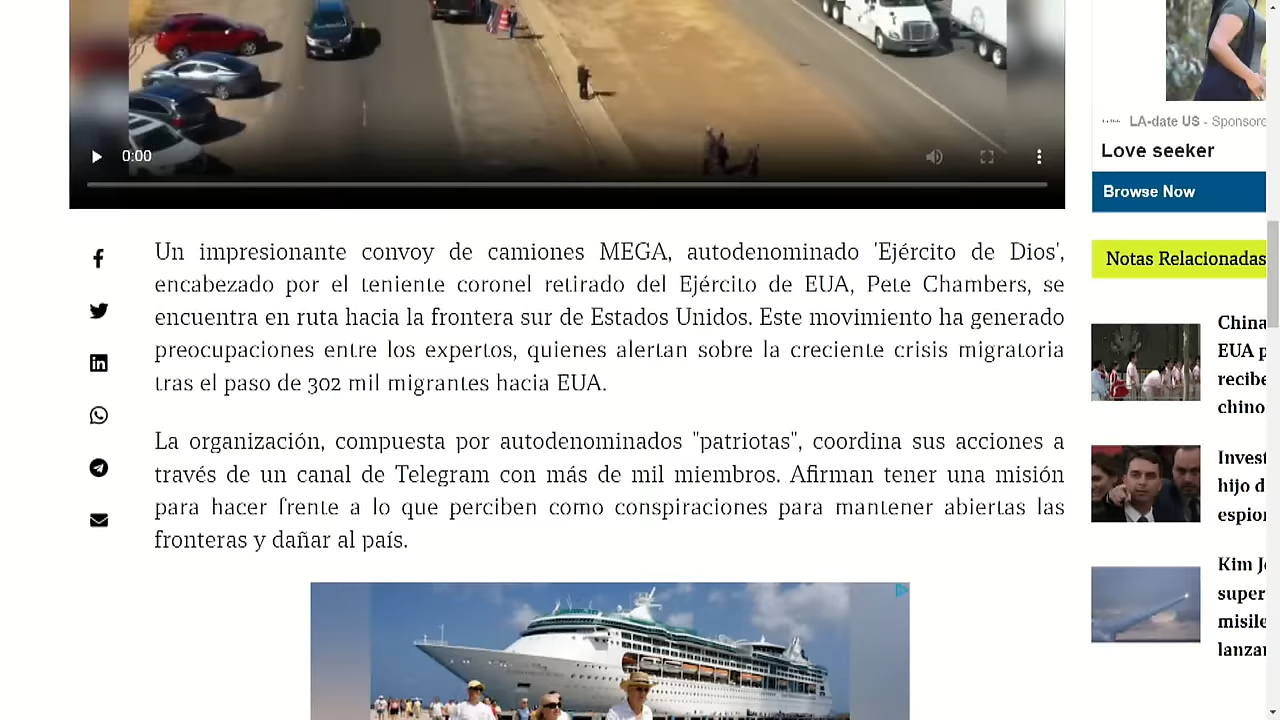 0:00
LA-date US - Sponsore
Love seeker
Browse Now
Un impresionante convoy de camiones MEGA, autodenominado 'Ejército de Dios',
encabezado por el teniente coronel retirado del Ejército de EUA, Pete Chambers, se
encuentra en ruta hacia la frontera sur de Estados Unidos. Este movimiento ha generado
preocupaciones entre los expertos, quienes alertan sobre la creciente crisis migratoria
tras el paso de 302 mil migrantes hacia EUA.
La organización, compuesta por autodenominados "patriotas", coordina sus acciones a
través de un canal de Telegram con más de mil miembros. Afirman tener una misión
para hacer frente a lo que perciben como conspiraciones para mantener abiertas las
fronteras y dañar al país.
Notas Relacionadas
China
EUA p
recibe
chino
Invest
hijo d
espion
Kim Jo
super
misile
lanzan